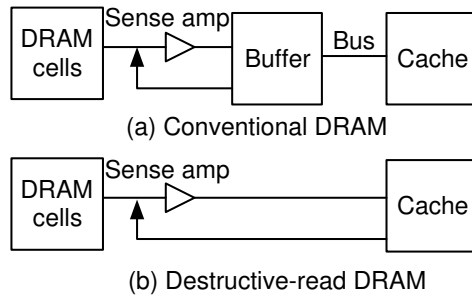 Sense amp
DRAM
cells
Buffer
Bus
Cache
(a) Conventional DRAM
Sense amp
DRAM
cells
Cache
(b) Destructive-read DRAM